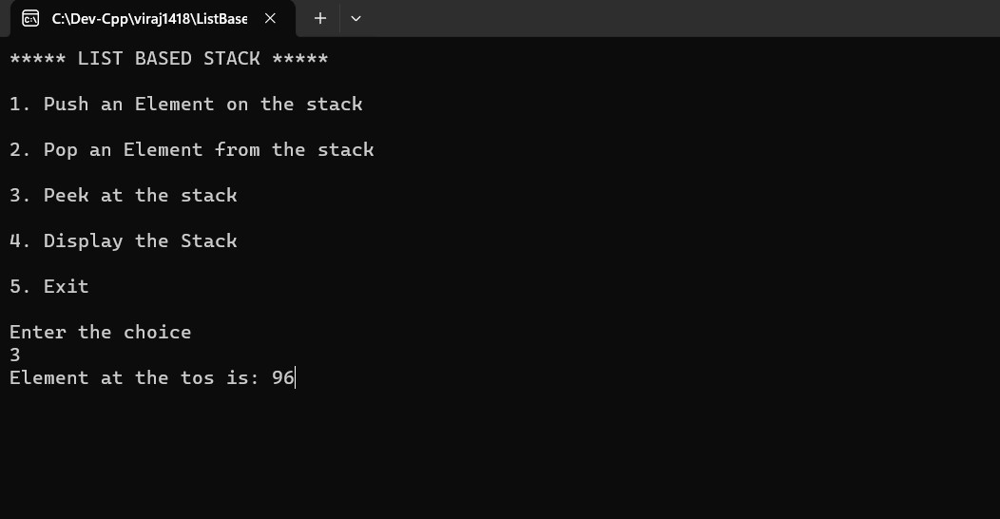 C:\Dev-Cpp\viraj1418\ListBase
***** LIST BASED STACK *****
1. Push an Element on the stack
2. Pop an Element from the stack
3. Peek at the stack
4. Display the Stack
5. Exit
Enter the choice
3
Element at the tos is: 96